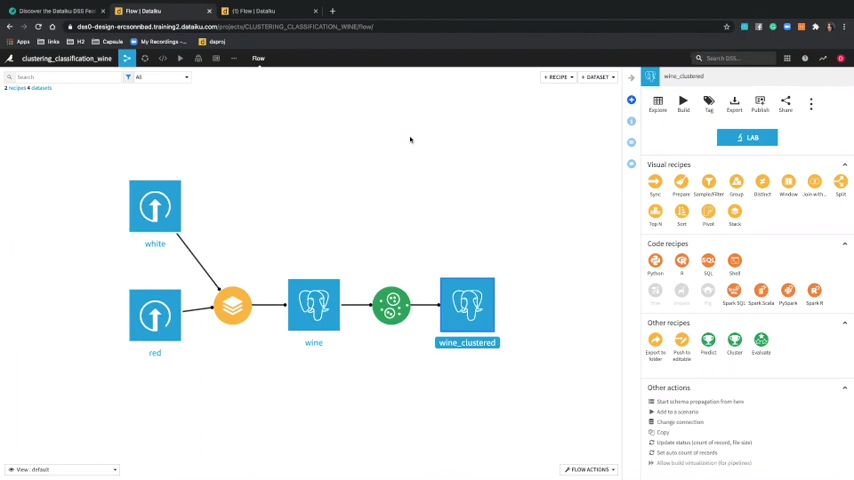 Discover the Dataiku DSS Fea
Flow | Dataiku
(1) Flow | Dataiku
dss0-design-ercsonnbad.training2.dataiku.com/projects/CLUSTERING_CLASSIFICATION_WINE/flow/
Apps
links
H2
Capsule
My Recordings -...
daproj
clustering_classification_wine
Flow
Search DSS...
Search
All
+ RECIPE
+ DATASET
2 recipes 4 datasets
white
red
wine
wine_clustered
View : default
FLOW ACTIONS
wine_clustered
Explore
Build
Tag
Export
Publish
Share
LAB
Visual recipes
Sync
Prepare
Sample/Filter
Group
Distinct
Window
Join with...
Split
Top N
Sort
Pivot
Stack
Code recipes
Python
R
SQL
Shell
Hive
Impala
Pig
Spark SQL
Spark Scala
PySpark
Spark R
Other recipes
Export to folder
Push to editable
Predict
Cluster
Evaluate
Other actions
Start schema propagation from here
Add to a scenario
Change connection
Copy
Update status (count of record, file size)
Set auto count of records
Allow build virtualization (for pipelines)